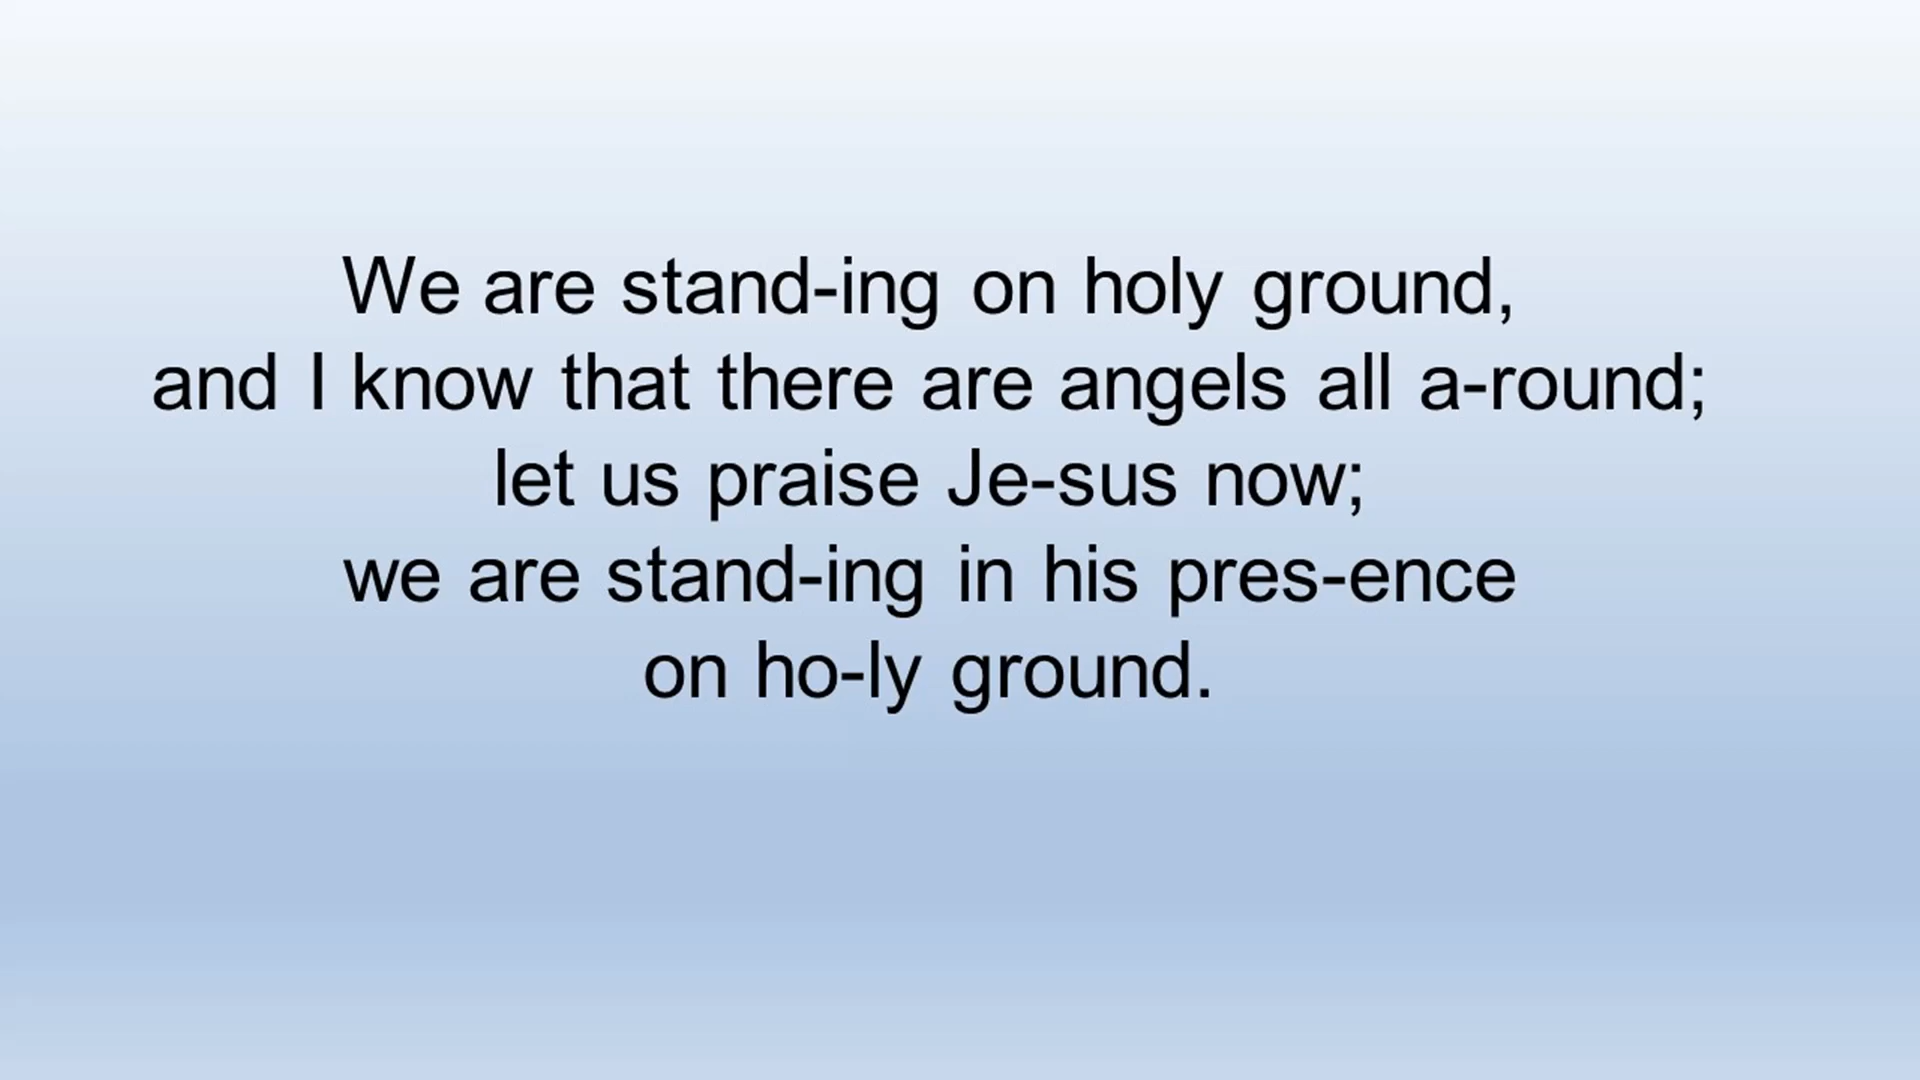 We are stand-ing on holy ground,
and I know that there are angels all a-round;
let us praise Je-sus now;
we are stand-ing in his pres-ence
on ho-ly ground.